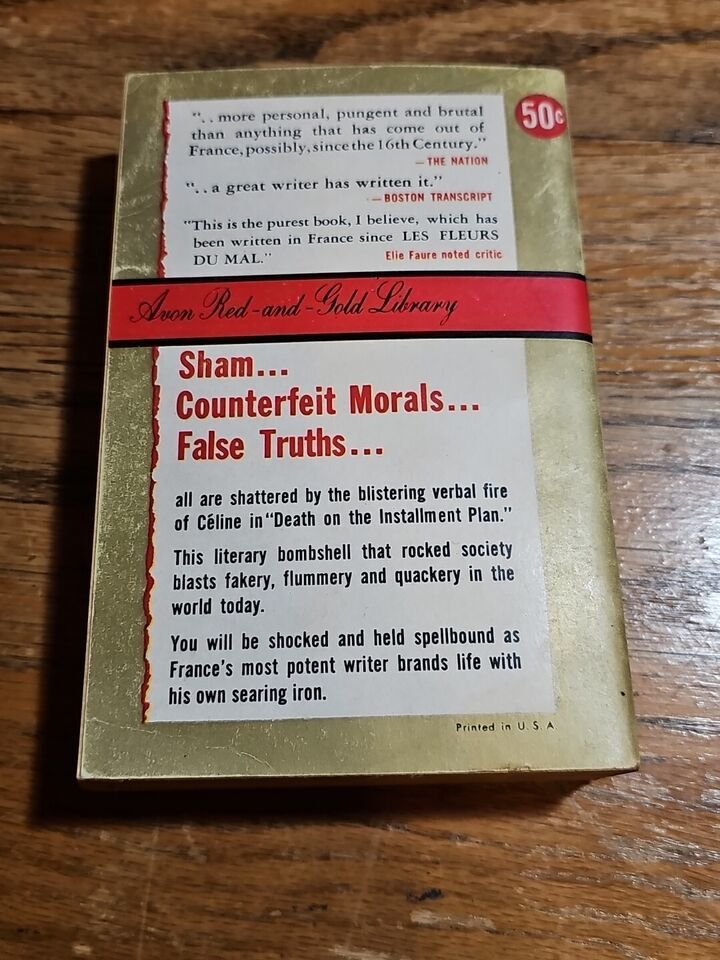 50¢
". . more personal, pungent and brutal
than anything that has come out of
France, possibly, since the 16th Century."
— THE NATION
". . a great writer has written it."
— BOSTON TRANSCRIPT
"This is the purest book, I believe, which has
been written in France since LES FLEURS
DU MAL."
Elie Faure noted critic
Avon Red-and-Gold Library
Sham...
Counterfeit Morals...
False Truths...
all are shattered by the blistering verbal fire
of Céline in "Death on the Installment Plan."
This literary bombshell that rocked society
blasts fakery, flummery and quackery in the
world today.
You will be shocked and held spellbound as
France's most potent writer brands life with
his own searing iron.
Printed in U. S. A